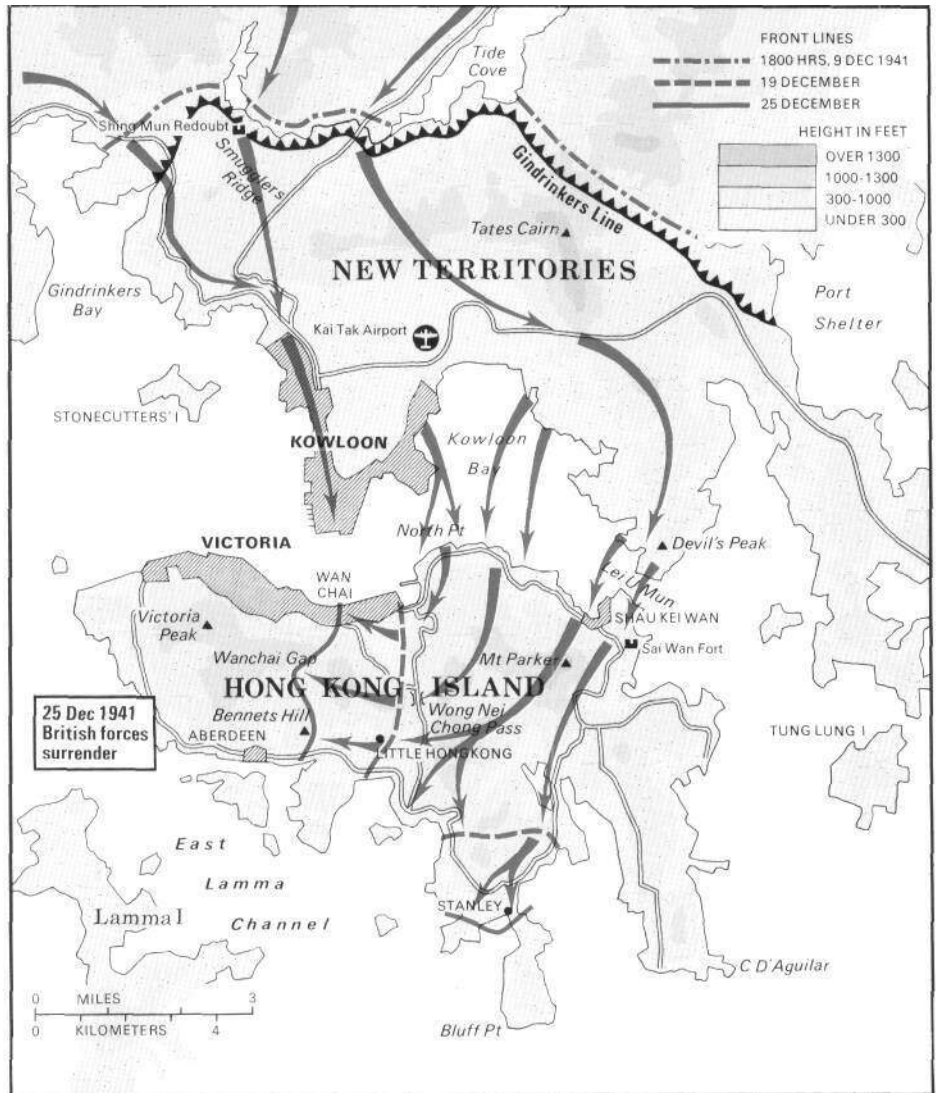 Tide
Cove
FRONT LINES
1800 HRS, 9 DEC 1941
19 DECEMBER
25 DECEMBER
HEIGHT IN FEET
OVER 1300
1000-1300
300-1000
UNDER 300
Shing Mun Redoubt
Smugglers
Ridge
Gindrinkers Line
Tates Cairn
NEW TERRITORIES
Gindrinkers
Bay
Port
Shelter
Kai Tak Airport
STONECUTTERS' I
KOWLOON
Kowloon
Bay
North Pt
VICTORIA
Devil's Peak
WAN
CHAI
Lei U Mun
SHAU KEI WAN
Victoria
Peak
Sai Wan Fort
Wanchai Gap
Mt Parker
HONG KONG ISLAND
25 Dec 1941
British forces
surrender
Bennets Hill
ABERDEEN
Wong Nei
Chong Pass
LITTLE HONGKONG
TUNG LUNG I
East
Lamma
Channel
Lamma I
STANLEY
C D'Aguilar
Bluff Pt
0 MILES 3
0 KILOMETERS 4